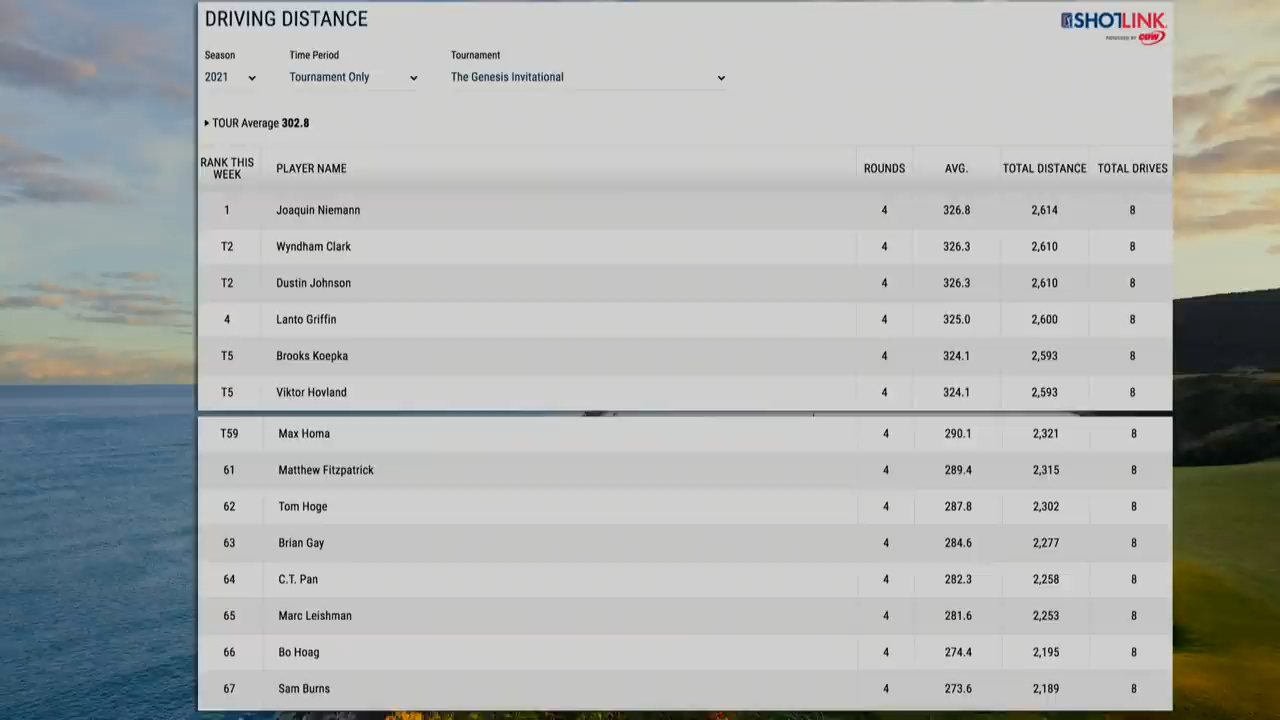 DRIVING DISTANCE
SHOTLINK
POWERED BY CDW
Season Time Period Tournament
2021 Tournament Only The Genesis Invitational
TOUR Average 302.8
RANK THIS WEEK PLAYER NAME ROUNDS AVG. TOTAL DISTANCE TOTAL DRIVES
1 Joaquin Niemann 4 326.8 2,614 8
T2 Wyndham Clark 4 326.3 2,610 8
T2 Dustin Johnson 4 326.3 2,610 8
4 Lanto Griffin 4 325.0 2,600 8
T5 Brooks Koepka 4 324.1 2,593 8
T5 Viktor Hovland 4 324.1 2,593 8
T59 Max Homa 4 290.1 2,321 8
61 Matthew Fitzpatrick 4 289.4 2,315 8
62 Tom Hoge 4 287.8 2,302 8
63 Brian Gay 4 284.6 2,277 8
64 C.T. Pan 4 282.3 2,258 8
65 Marc Leishman 4 281.6 2,253 8
66 Bo Hoag 4 274.4 2,195 8
67 Sam Burns 4 273.6 2,189 8